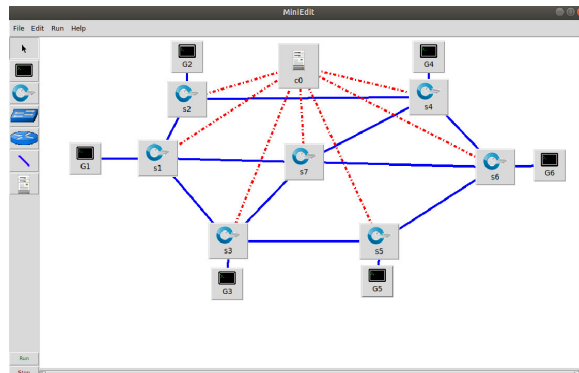 MiniEdit
File Edit Run Help
G2
c0
G4
s2
s4
G1
s1
s7
s6
G6
s3
s5
G3
G5
Run
Stop